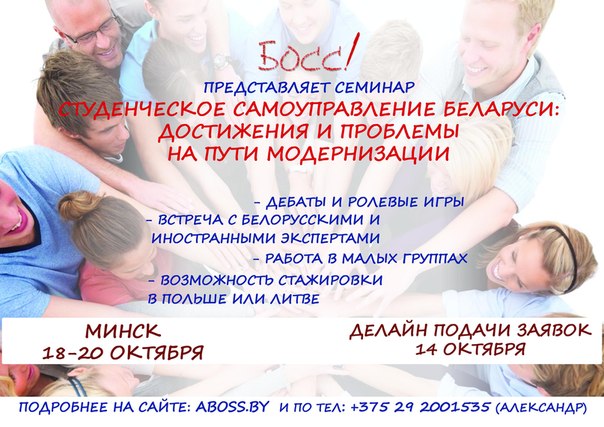 БОСС!
ПРЕДСТАВЛЯЕТ СЕМИНАР
СТУДЕНЧЕСКОЕ САМОУПРАВЛЕНИЕ БЕЛАРУСИ:
ДОСТИЖЕНИЯ И ПРОБЛЕМЫ
НА ПУТИ МОДЕРНИЗАЦИИ
- ДЕБАТЫ И РОЛЕВЫЕ ИГРЫ
- ВСТРЕЧА С БЕЛОРУССКИМИ И
ИНОСТРАННЫМИ ЭКСПЕРТАМИ
- РАБОТА В МАЛЫХ ГРУППАХ
- ВОЗМОЖНОСТЬ СТАЖИРОВКИ
В ПОЛЬШЕ ИЛИ ЛИТВЕ
МИНСК
18-20 ОКТЯБРЯ
ДЕЛАЙН ПОДАЧИ ЗАЯВОК
14 ОКТЯБРЯ
ПОДРОБНЕЕ НА САЙТЕ: ABOSS.BY И ПО ТЕЛ: +375 29 2001535 (АЛЕКСАНДР)